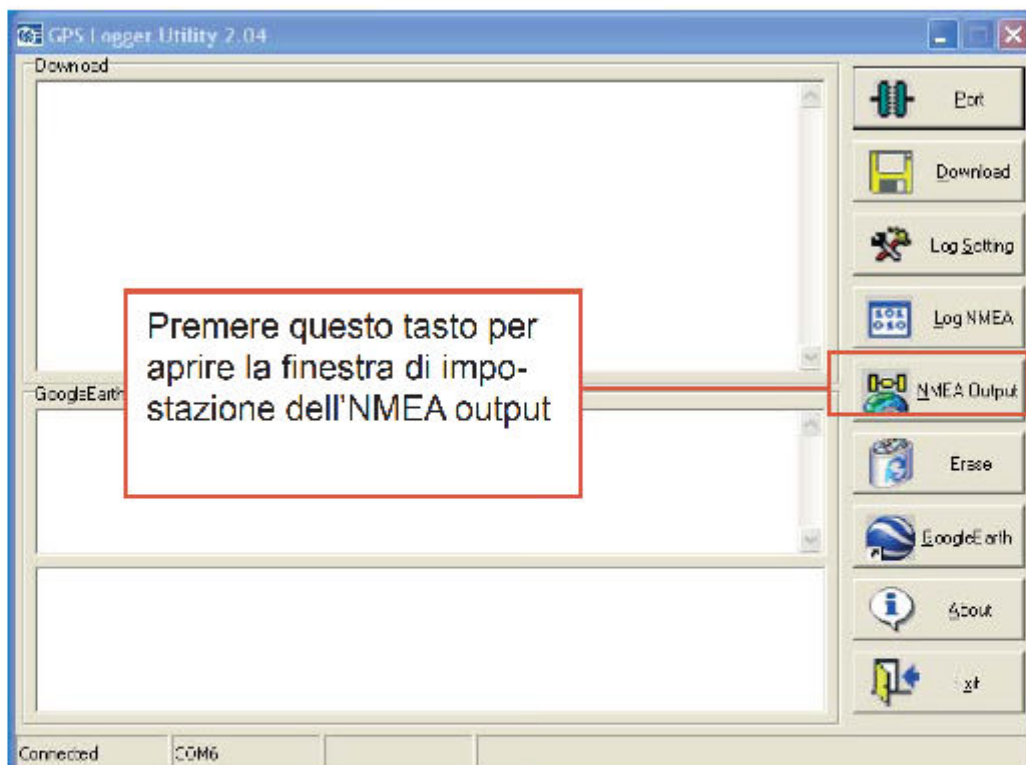 GPS Logger Utility 2.04
Download
Port
Download
Log Setting
Log NMEA
Premere questo tasto per
aprire la finestra di impo-
stazione dell'NMEA output
NMEA Output
GoogleEarth
Erase
GoogleEarth
About
Exit
Connected
COM6